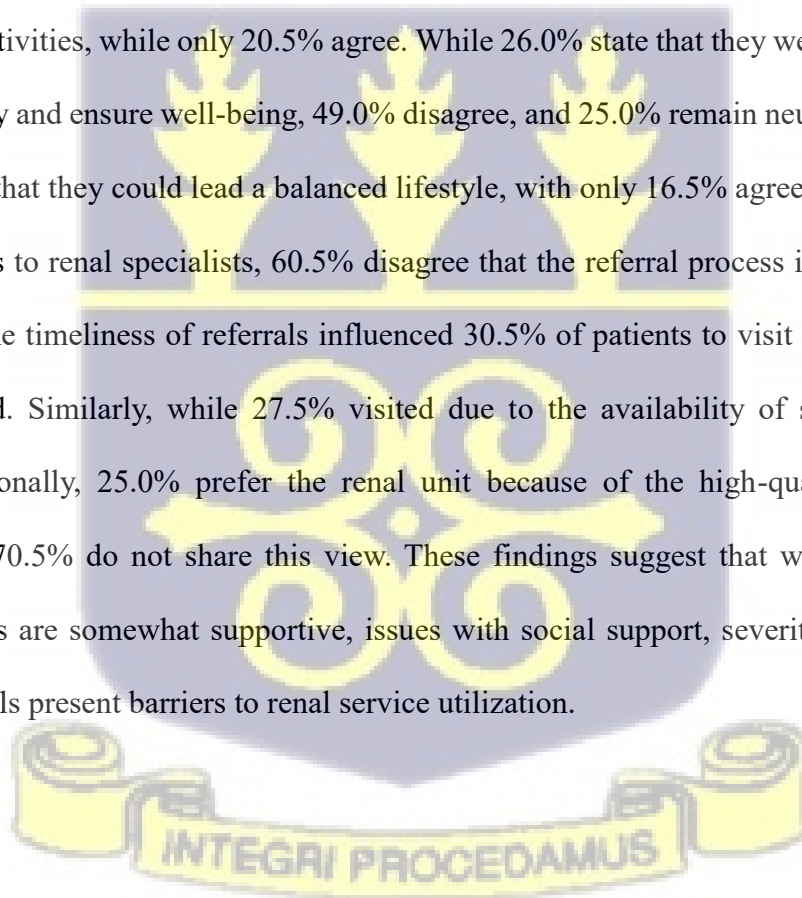 tivities, while only 20.5% agree. While 26.0% state that they we
y and ensure well-being, 49.0% disagree, and 25.0% remain neu
that they could lead a balanced lifestyle, with only 16.5% agree
s to renal specialists, 60.5% disagree that the referral process i
e timeliness of referrals influenced 30.5% of patients to visit
d. Similarly, while 27.5% visited due to the availability of s
onally, 25.0% prefer the renal unit because of the high-qua
70.5% do not share this view. These findings suggest that w
s are somewhat supportive, issues with social support, severit
ls present barriers to renal service utilization.
INTEGRI PROCEDAMUS